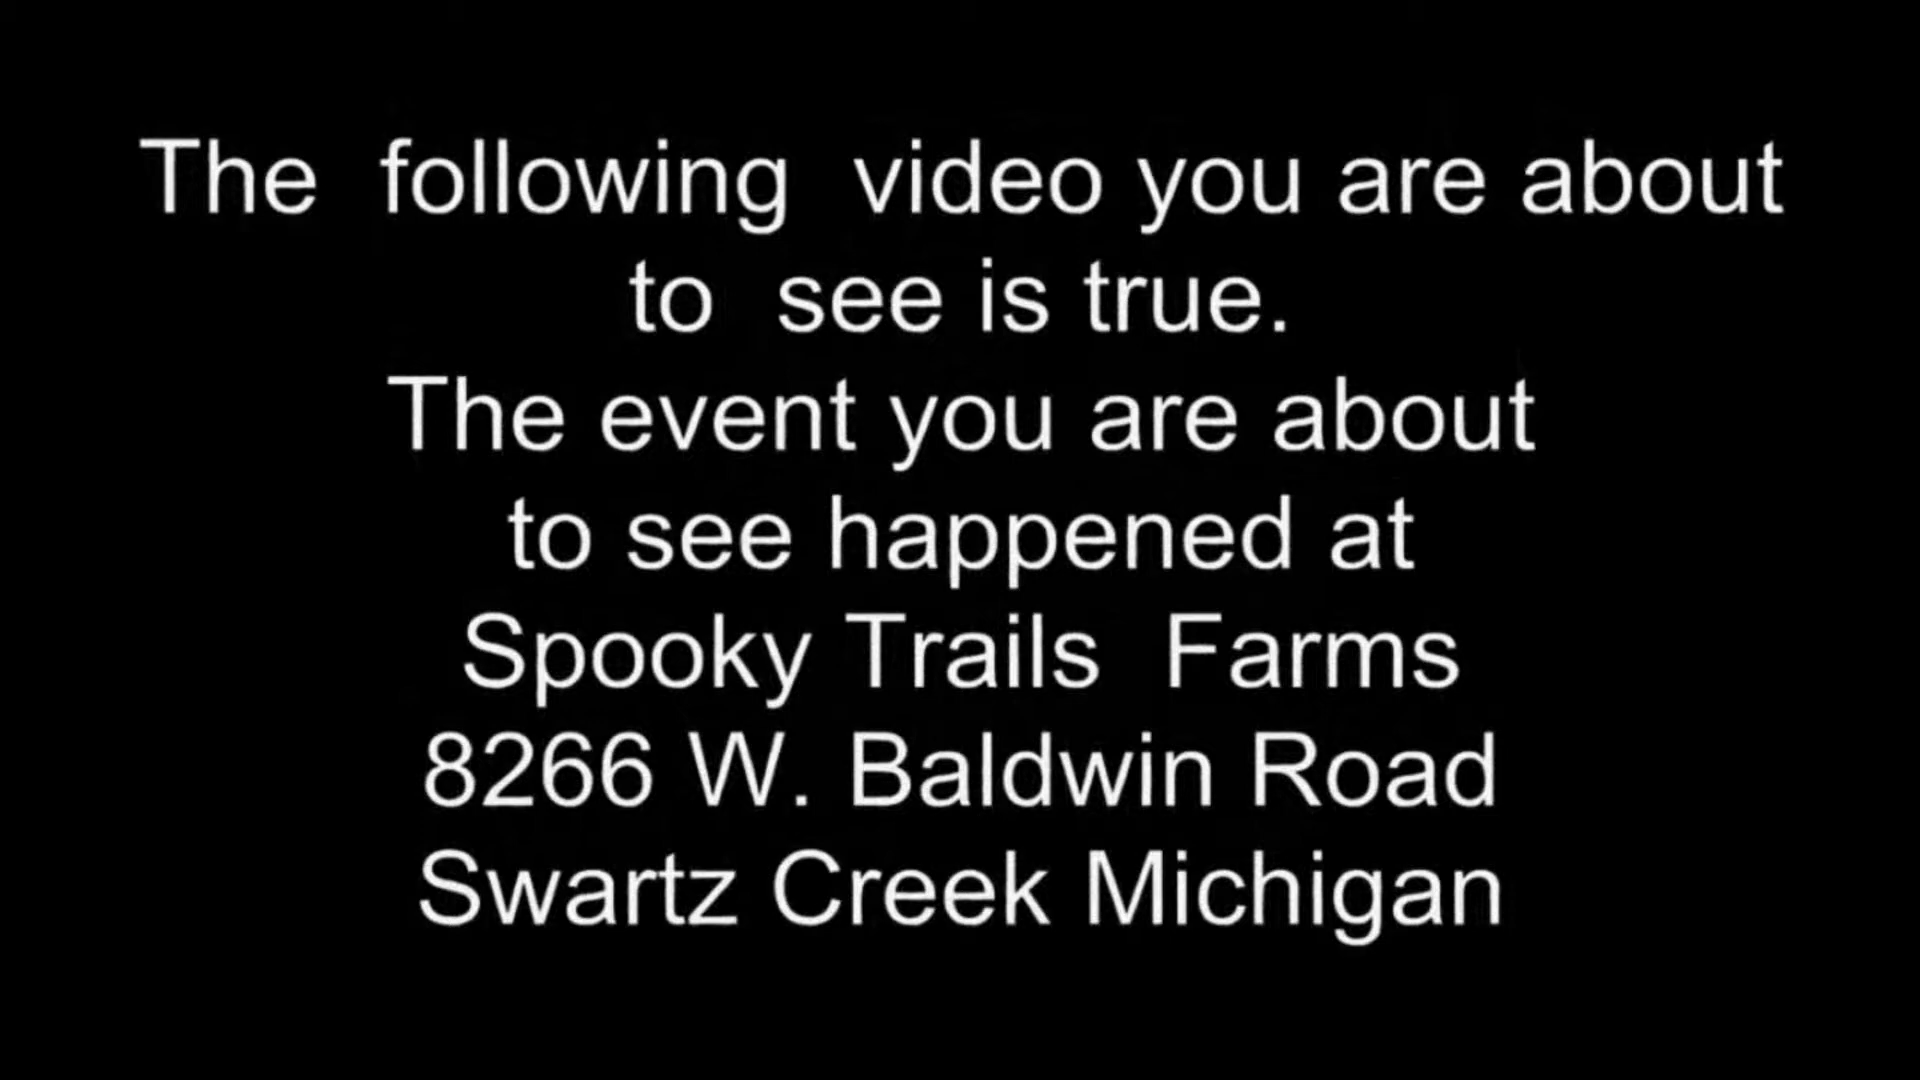 The following video you are about
to see is true.
The event you are about
to see happened at
Spooky Trails Farms
8266 W. Baldwin Road
Swartz Creek Michigan